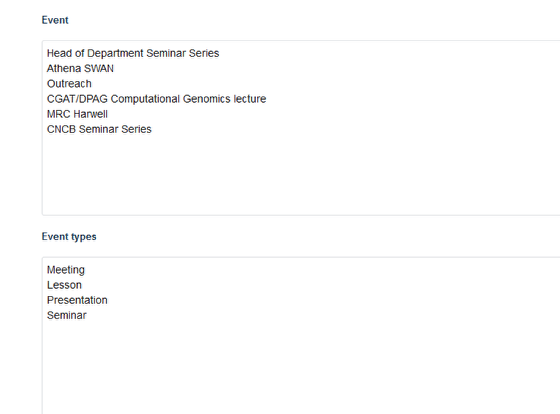 Event
Head of Department Seminar Series
Athena SWAN
Outreach
CGAT/DPAG Computational Genomics lecture
MRC Harwell
CNCB Seminar Series
Event types
Meeting
Lesson
Presentation
Seminar